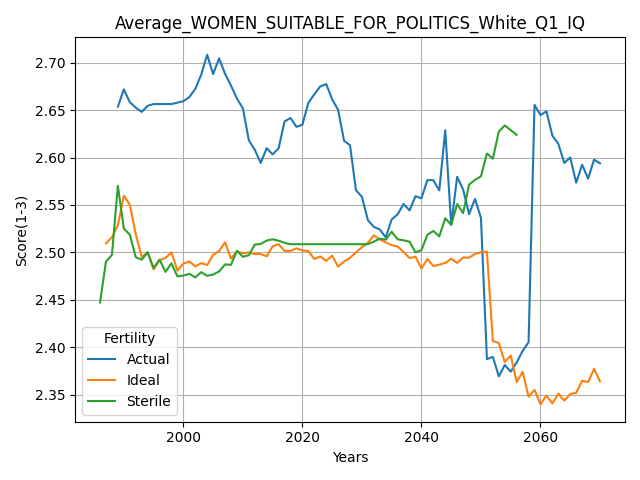 Average_WOMEN_SUITABLE_FOR_POLITICS_White_Q1_IQ
2.70
2.65
2.60
2.55
2.50
2.45
2.40
2.35
Score(1-3)
Fertility
Actual
Ideal
Sterile
2000 2020 2040 2060
Years